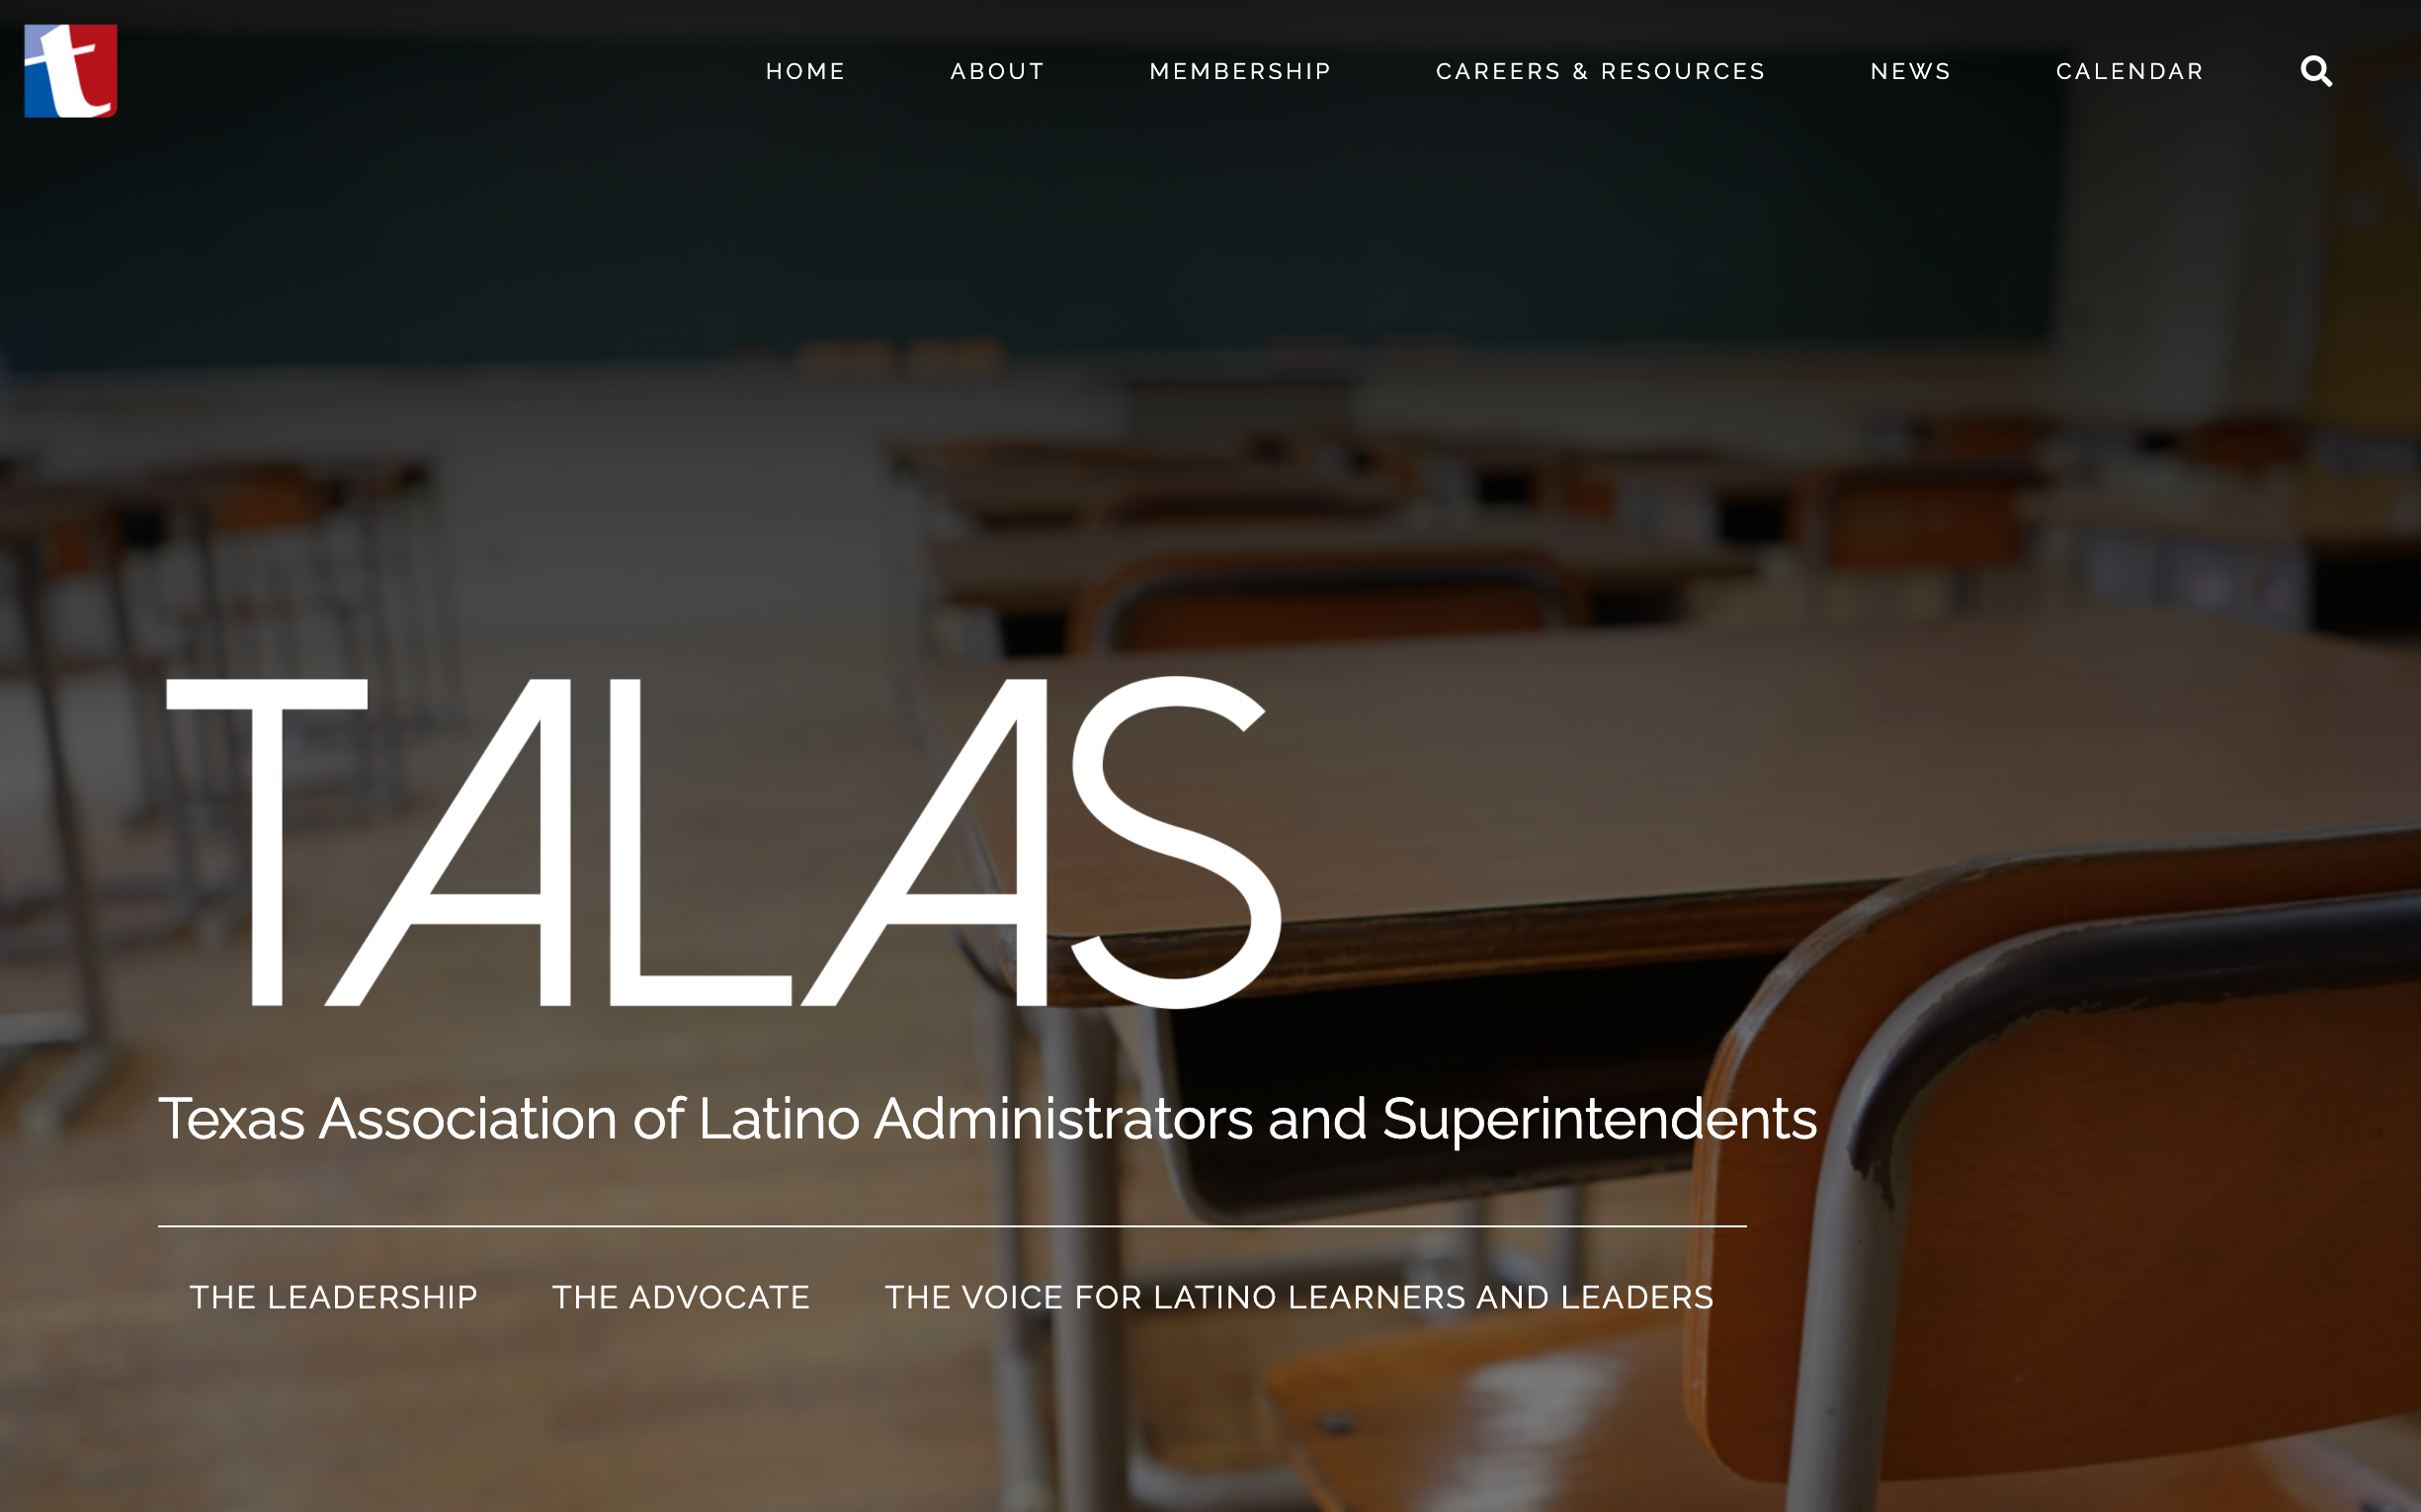 t
HOME ABOUT MEMBERSHIP CAREERS & RESOURCES NEWS CALENDAR
TALAS
Texas Association of Latino Administrators and Superintendents
THE LEADERSHIP THE ADVOCATE THE VOICE FOR LATINO LEARNERS AND LEADERS